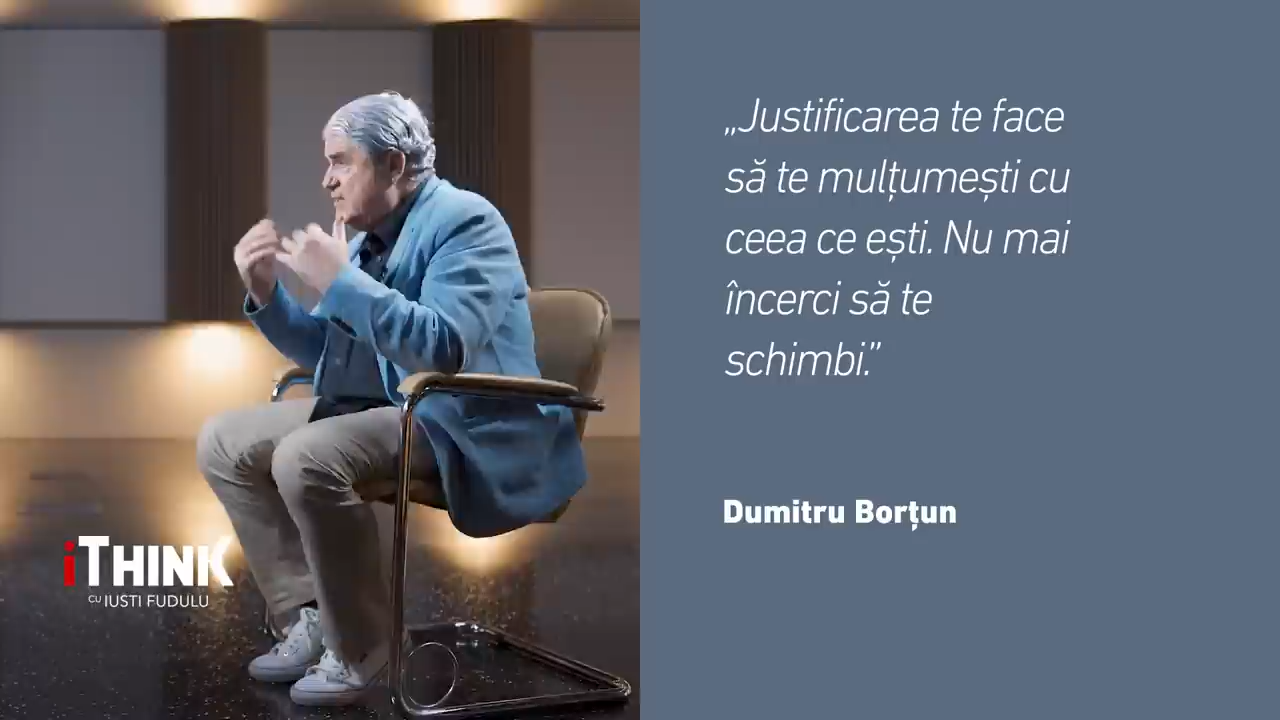 „Justificarea te face
să te mulțumești cu
ceea ce ești. Nu mai
încerci să te
schimbi.”
Dumitru Borțun
iTHINK
CU IUSTI FUDULU